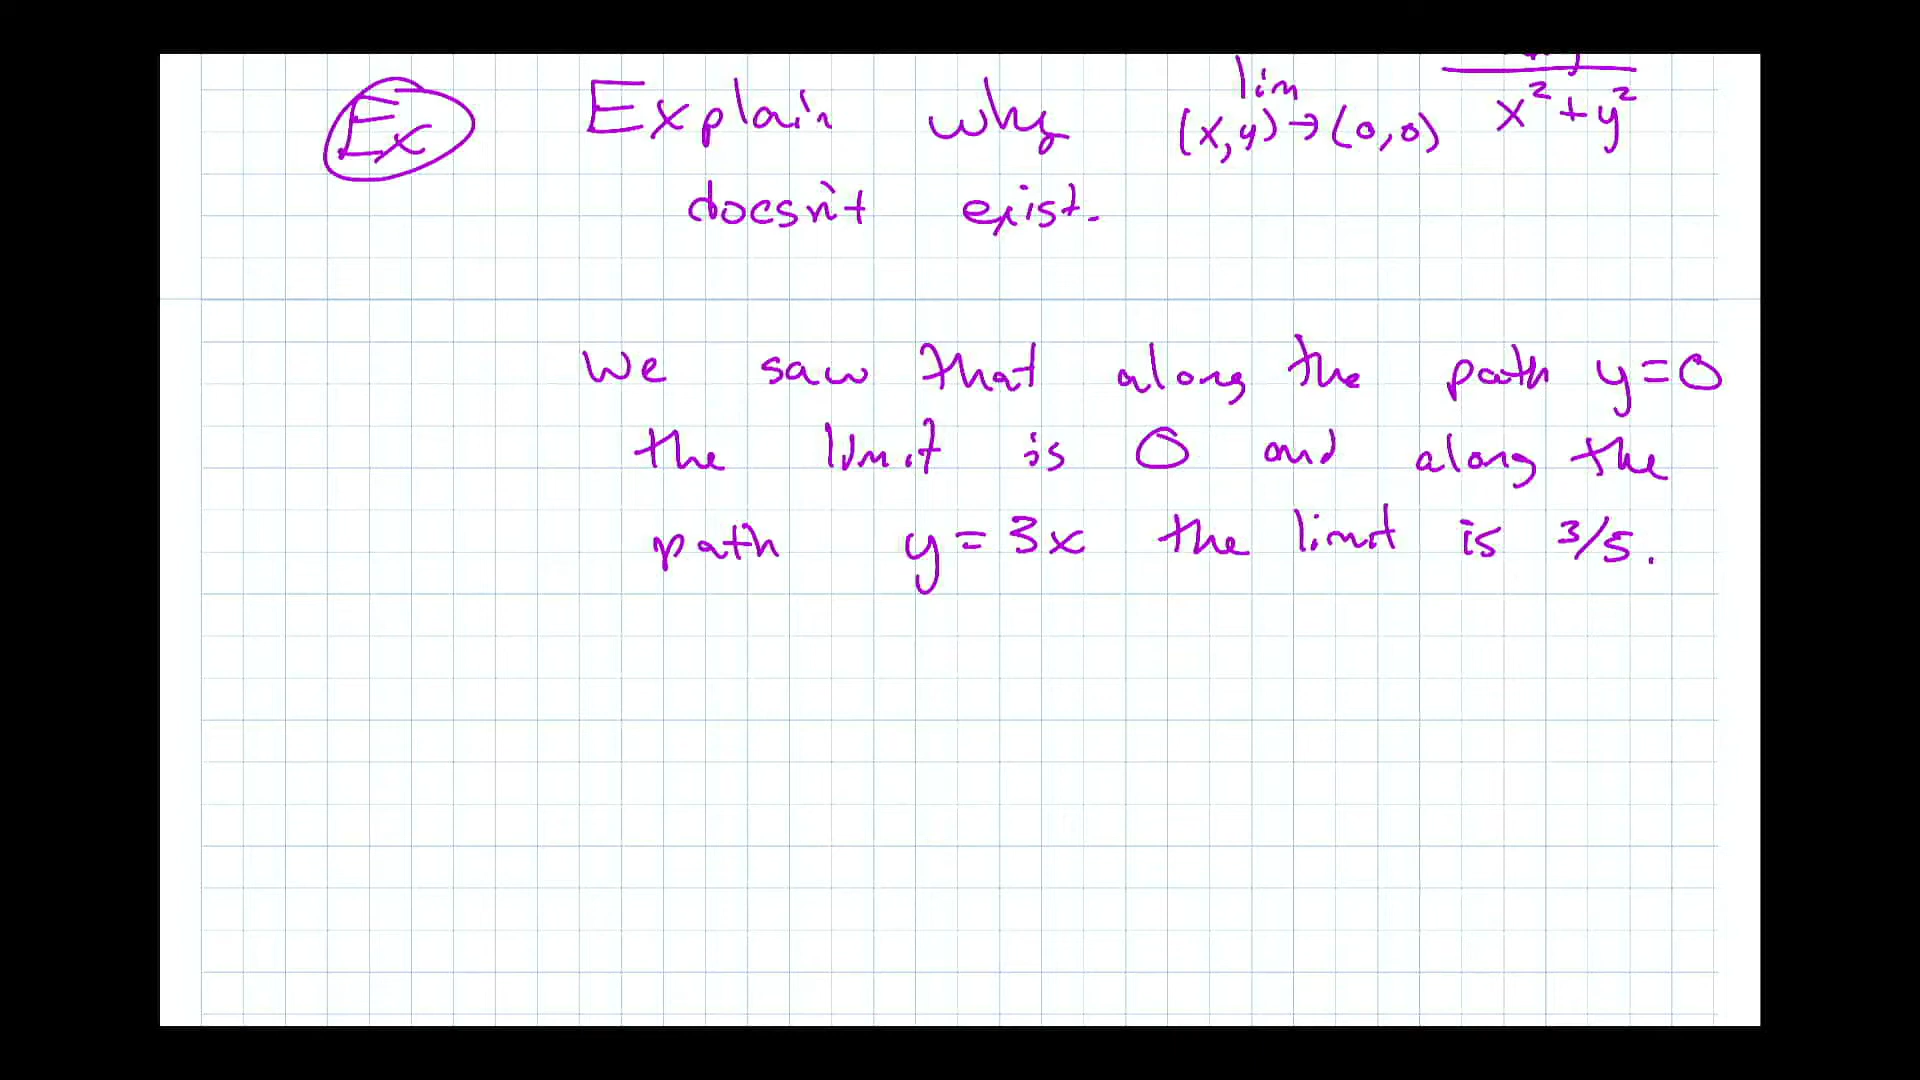 Ex Explain why lim (x,y)→(0,0) x²+y²
doesn't exist.
We saw that along the path y=0
the limit is 0 and along the
path y=3x the limit is 3/5.